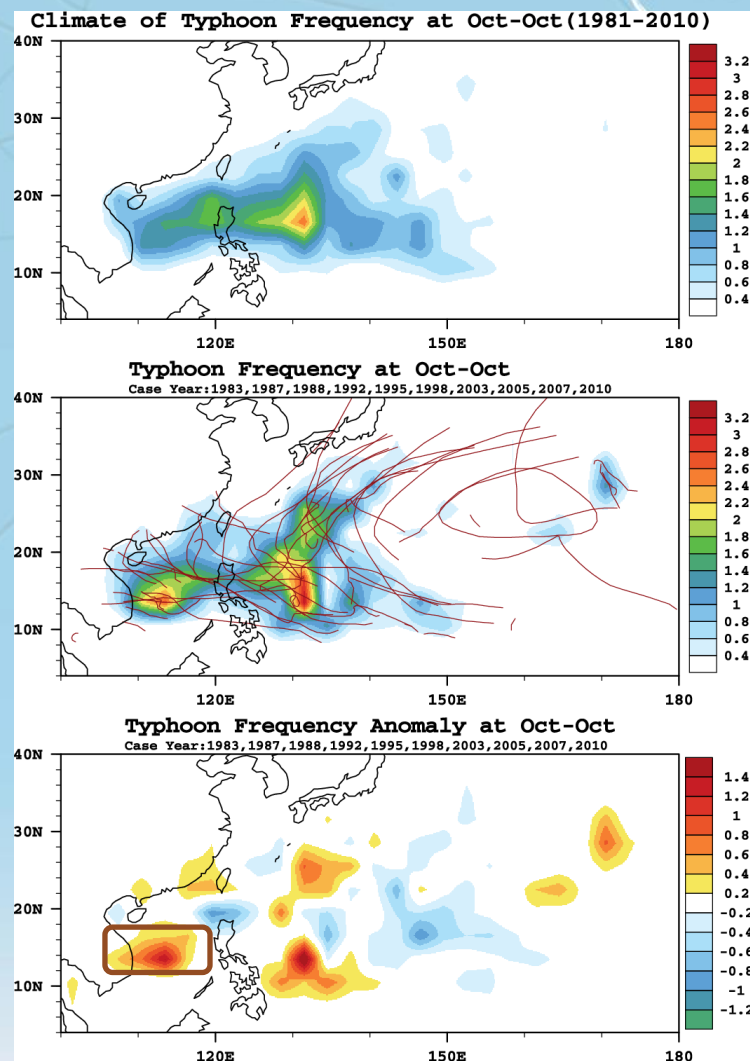 Climate of Typhoon Frequency at Oct-Oct(1981-2010)
40N
30N
20N
10N
120E
150E
180
3.2
3
2.8
2.6
2.4
2.2
2
1.8
1.6
1.4
1.2
1
0.8
0.6
0.4
Typhoon Frequency at Oct-Oct
Case Year:1983,1987,1988,1992,1995,1998,2003,2005,2007,2010
40N
30N
20N
10N
120E
150E
180
3.2
3
2.8
2.6
2.4
2.2
2
1.8
1.6
1.4
1.2
1
0.8
0.6
0.4
Typhoon Frequency Anomaly at Oct-Oct
Case Year:1983,1987,1988,1992,1995,1998,2003,2005,2007,2010
40N
30N
20N
10N
120E
150E
180
1.4
1.2
1
0.8
0.6
0.4
0.2
-0.2
-0.4
-0.6
-0.8
-1
-1.2